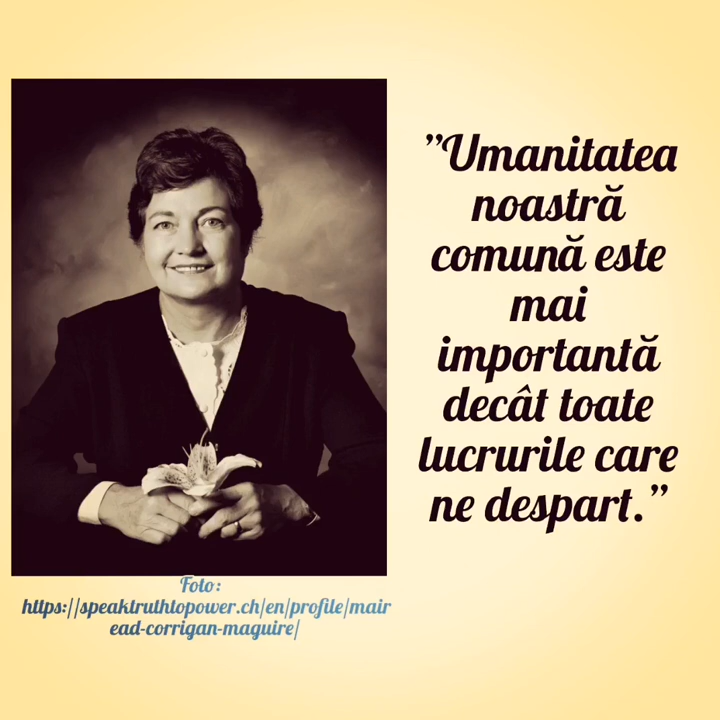 ”Umanitatea
noastră
comună este
mai
importantă
decât toate
lucrurile care
ne despart.”
Foto:
https://speaktruthtopower.ch/en/profile/mair
ead-corrigan-maguire/